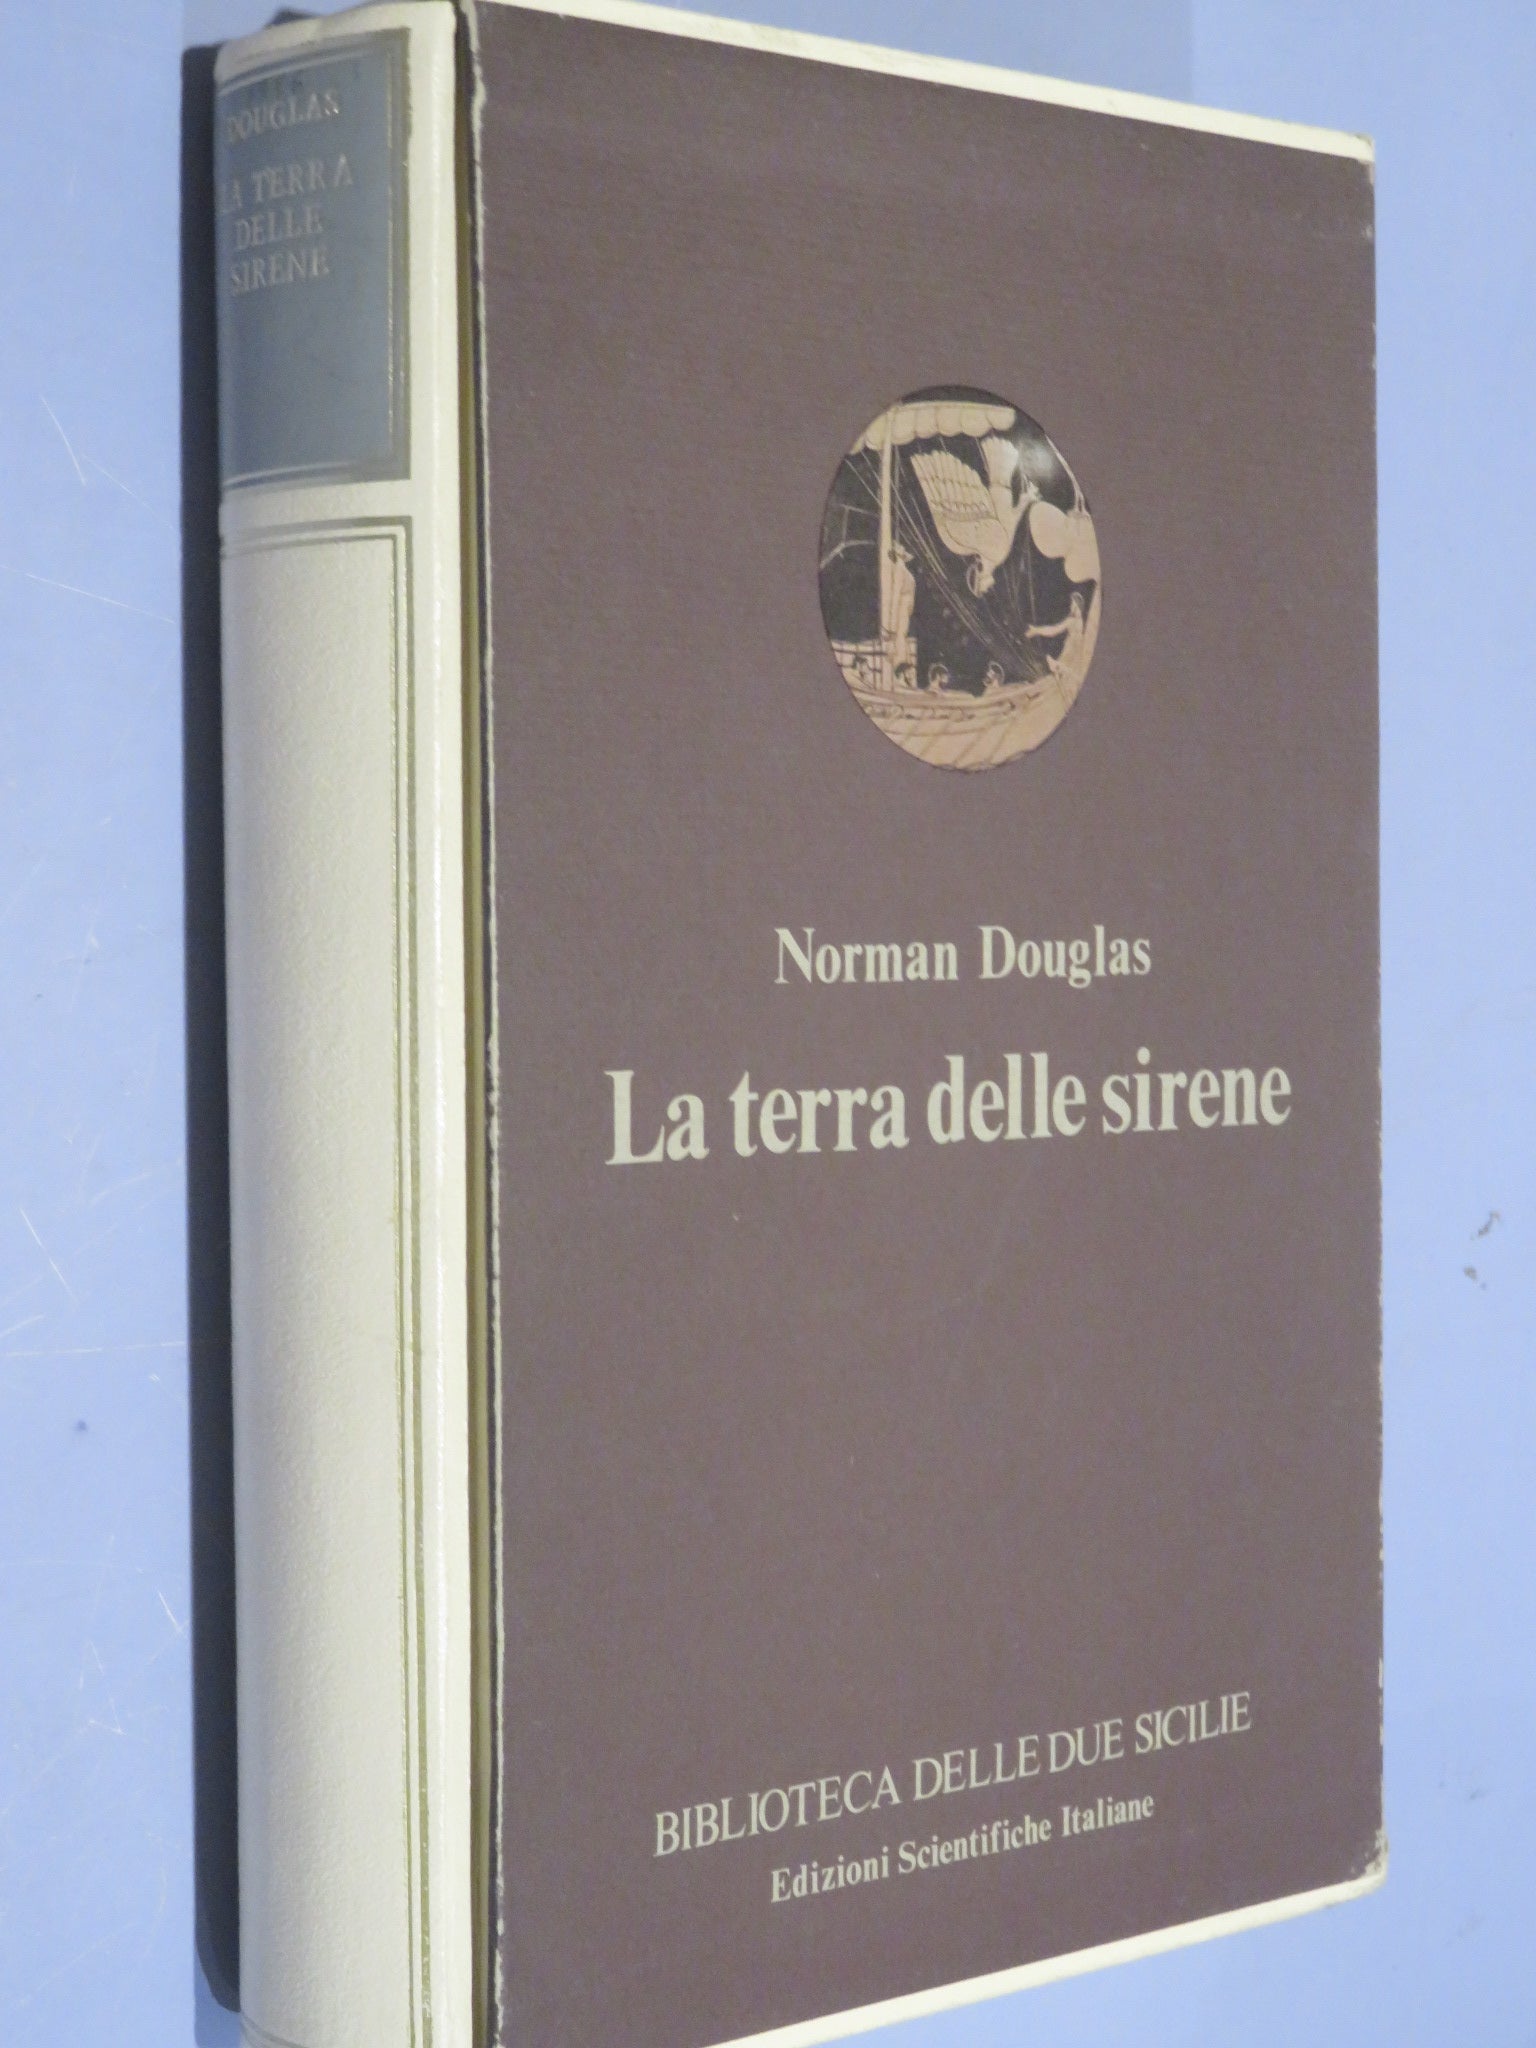 DOUGLAS
LA TERRA
DELLE
SIRENE
Norman Douglas
La terra delle sirene
BIBLIOTECA DELLE DUE SICILIE
Edizioni Scientifiche Italiane